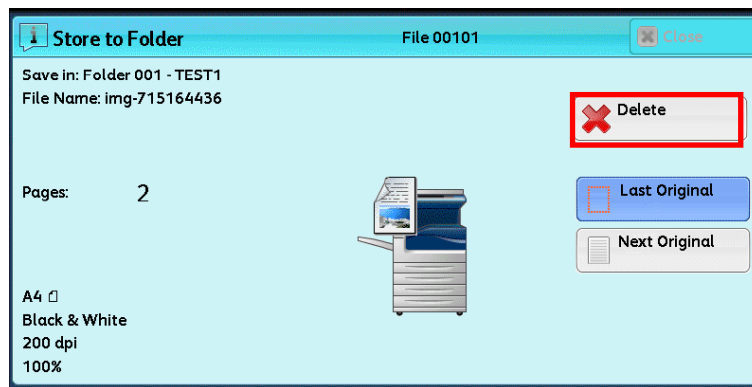 Store to Folder
File 00101
Close
Save in: Folder 001 - TEST1
File Name: img-715164436
Delete
Pages: 2
Last Original
Next Original
A4
Black & White
200 dpi
100%